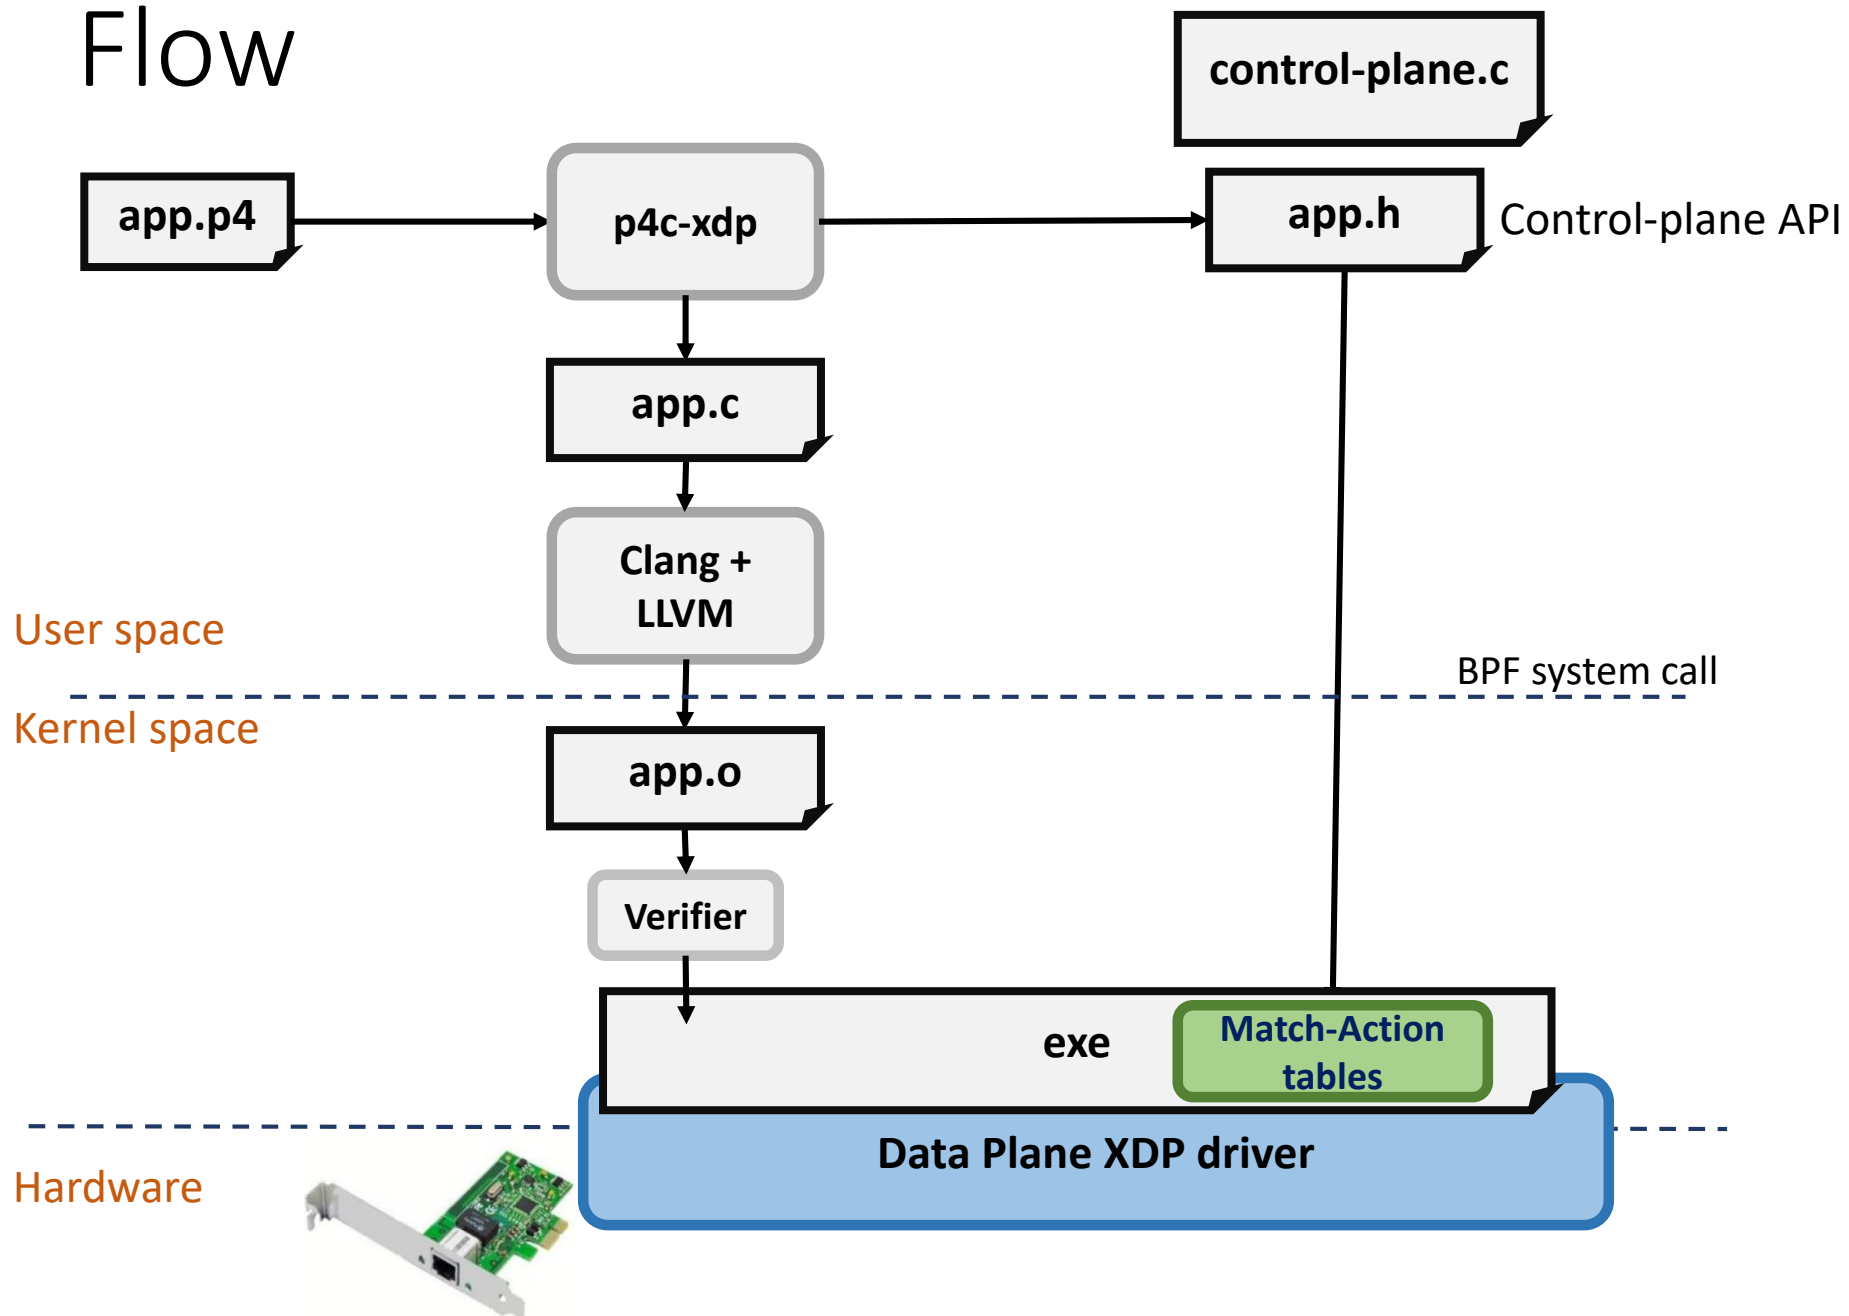 Flow
control-plane.c
app.p4
p4c-xdp
app.h
Control-plane API
app.c
Clang +
LLVM
User space
BPF system call
Kernel space
app.o
Verifier
exe
Match-Action
tables
Data Plane XDP driver
Hardware